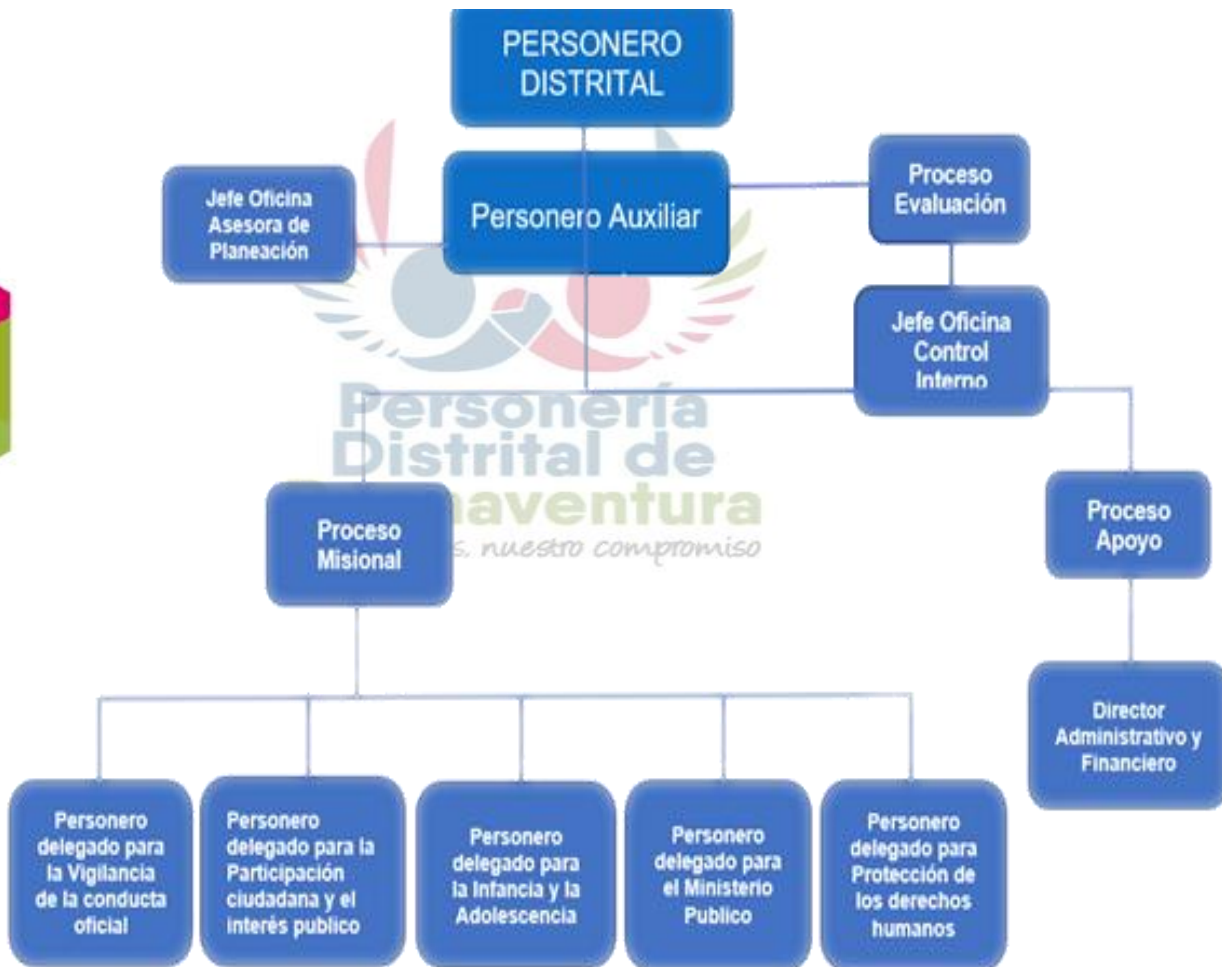 PERSONERO
DISTRITAL
Personero Auxiliar
Jefe Oficina
Asesora de
Planeación
Proceso
Evaluación
Jefe Oficina
Control
Interno
Personería
Distrital de
naventura
s, nuestro compromiso
Proceso
Misional
Proceso
Apoyo
Director
Administrativo y
Financiero
Personero
delegado para
la Vigilancia
de la conducta
oficial
Personero
delegado para la
Participación
ciudadana y el
interés publico
Personero
delegado para
la Infancia y la
Adolescencia
Personero
delegado para
el Ministerio
Publico
Personero
delegado para
Protección de
los derechos
humanos